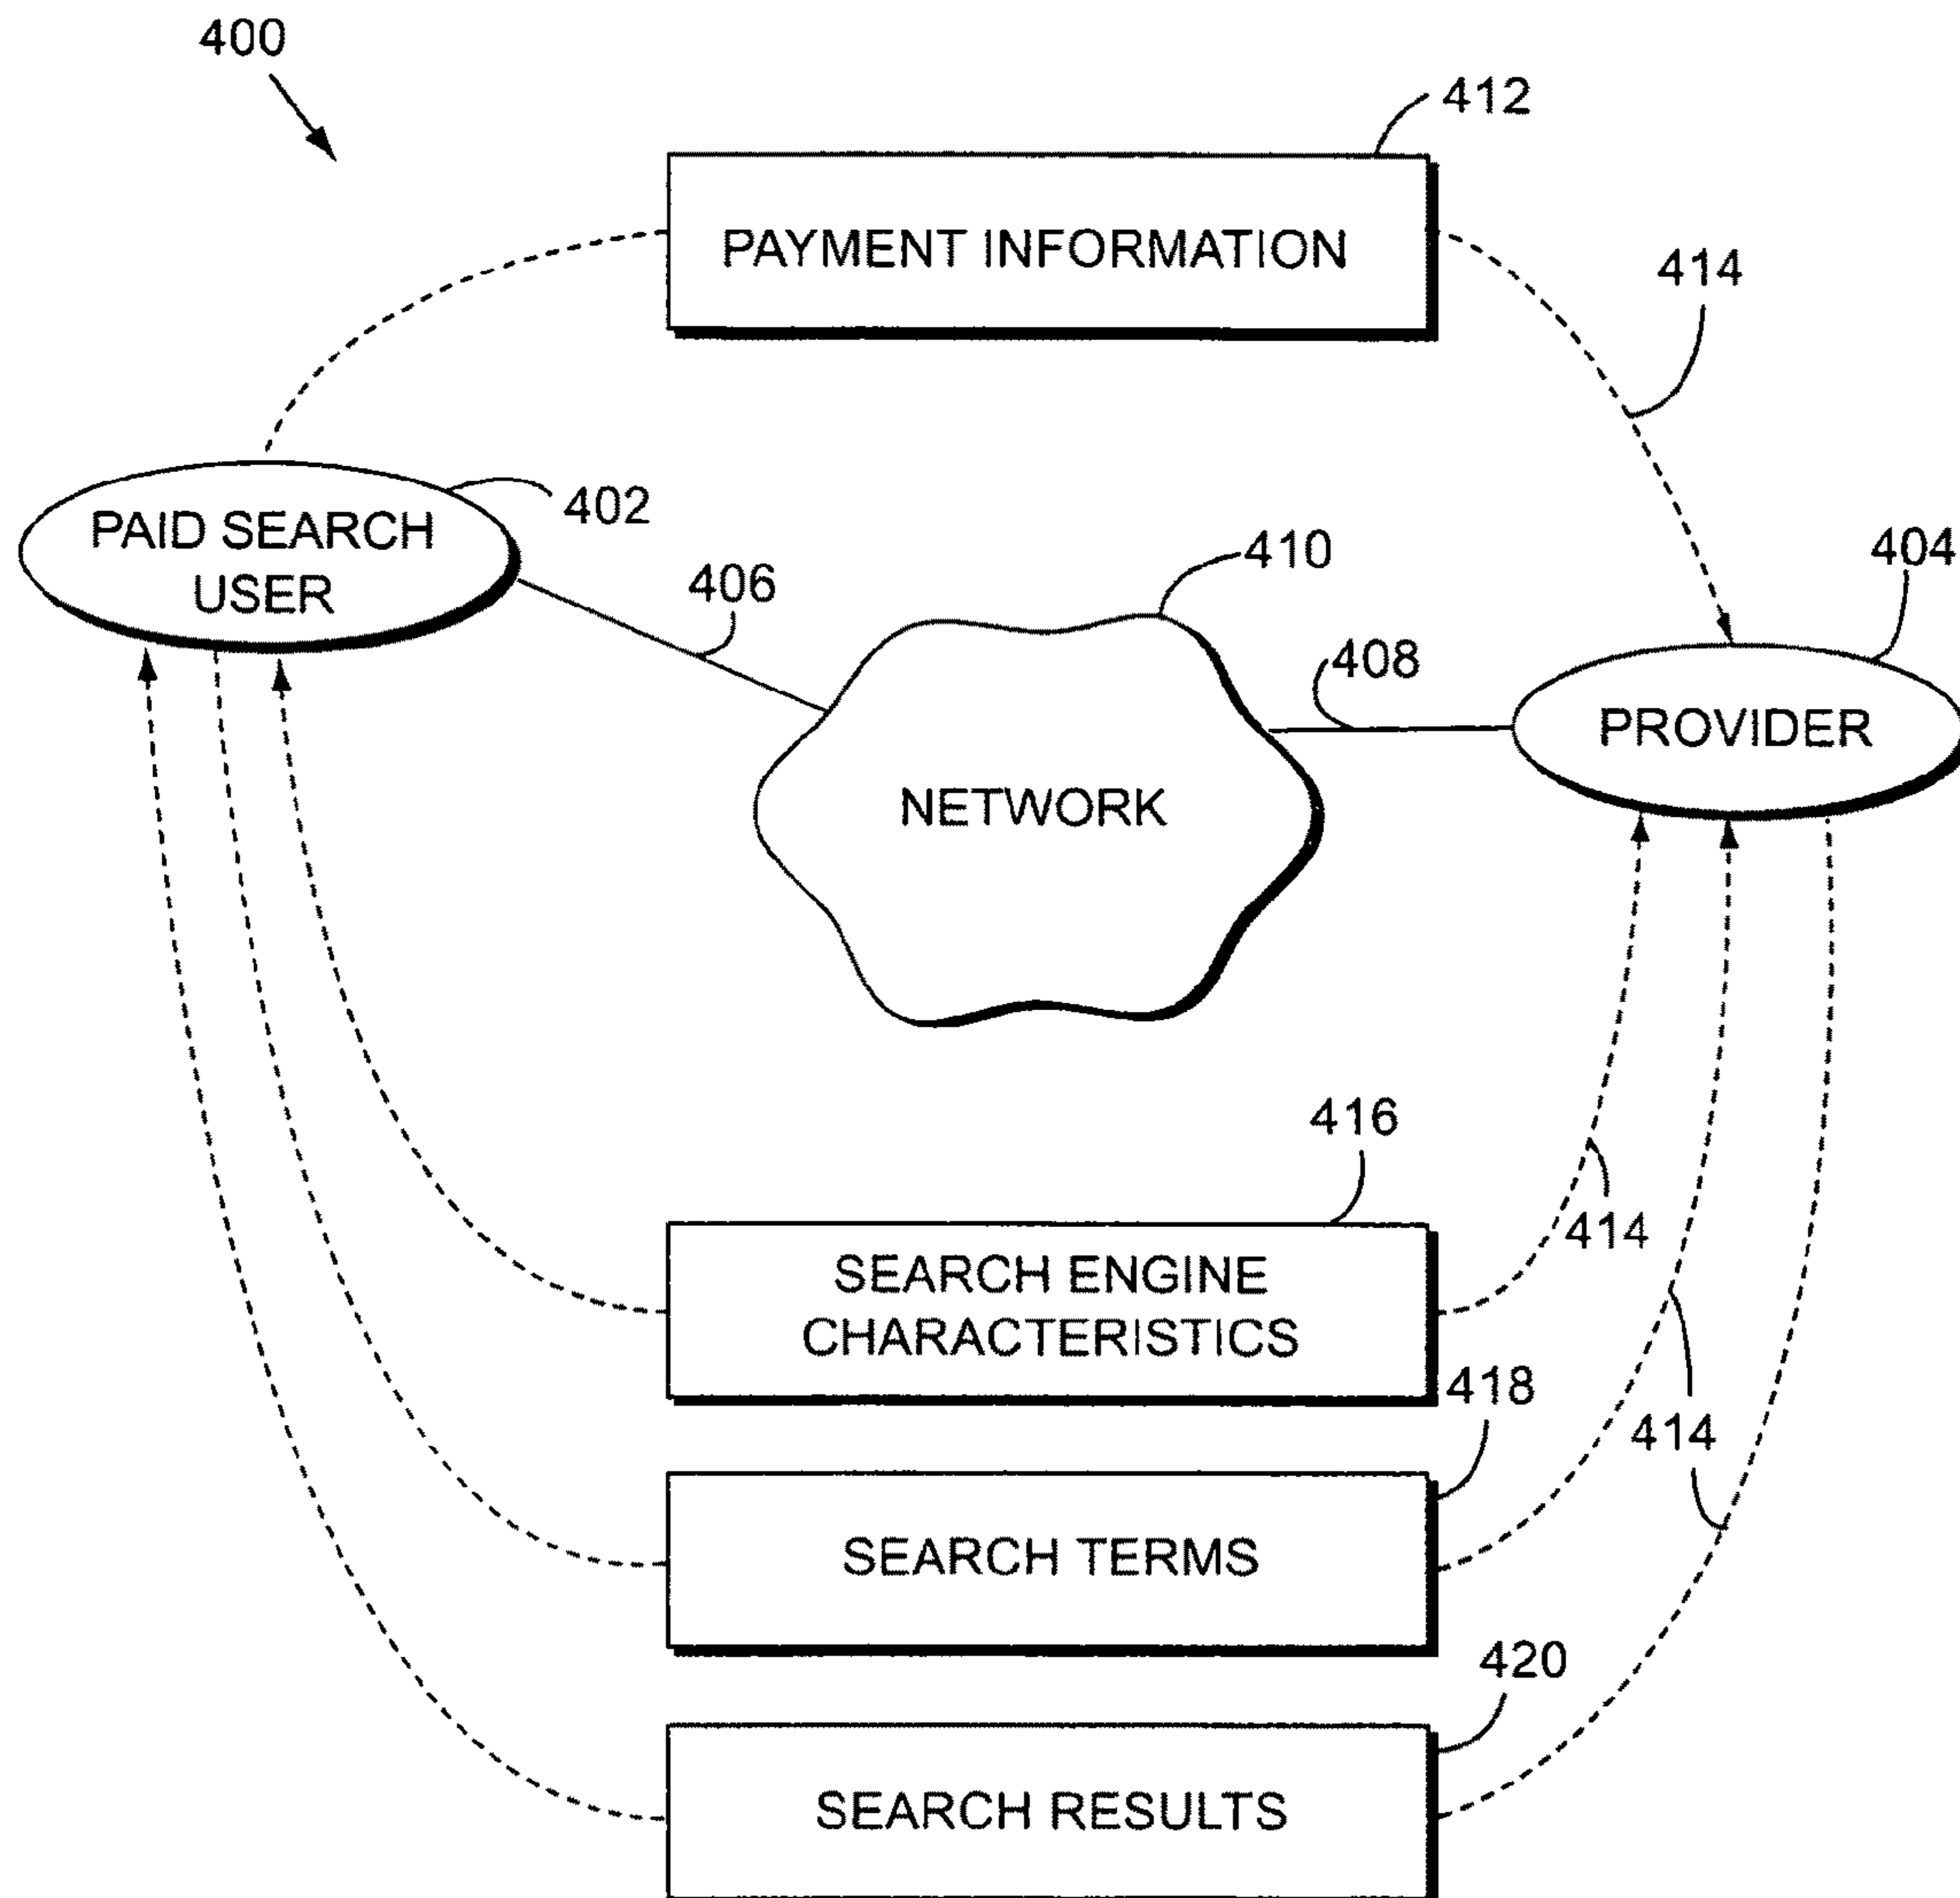 400
412
PAYMENT INFORMATION
414
402
PAID SEARCH
USER
406
410
404
408
PROVIDER
NETWORK
416
414
SEARCH ENGINE
CHARACTERISTICS
418
414
SEARCH TERMS
420
SEARCH RESULTS